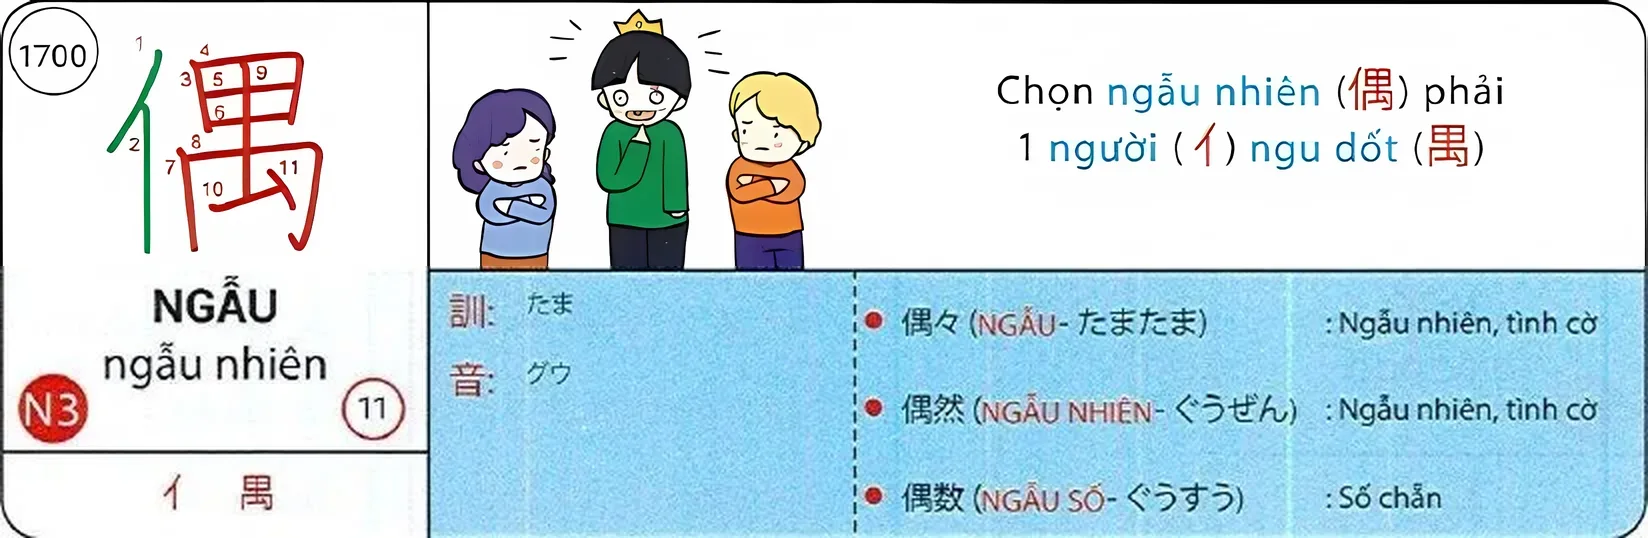 1700
偶
1 2 3 4 5 6 7 8 9 10 11
NGẪU
ngẫu nhiên
N3
11
亻 禺
Chọn ngẫu nhiên (偶) phải
1 người (亻) ngu dốt (禺)
訓: たま
音: グウ
偶々 (NGẪU- たまたま) : Ngẫu nhiên, tình cờ
偶然 (NGẪU NHIÊN- ぐうぜん) : Ngẫu nhiên, tình cờ
偶数 (NGẪU SỐ- ぐうすう) : Số chẵn